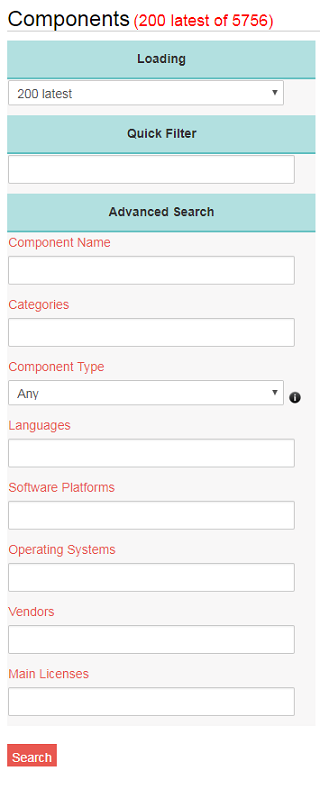 Components (200 latest of 5756)
Loading
200 latest
Quick Filter
Advanced Search
Component Name
Categories
Component Type
Any
Languages
Software Platforms
Operating Systems
Vendors
Main Licenses
Search